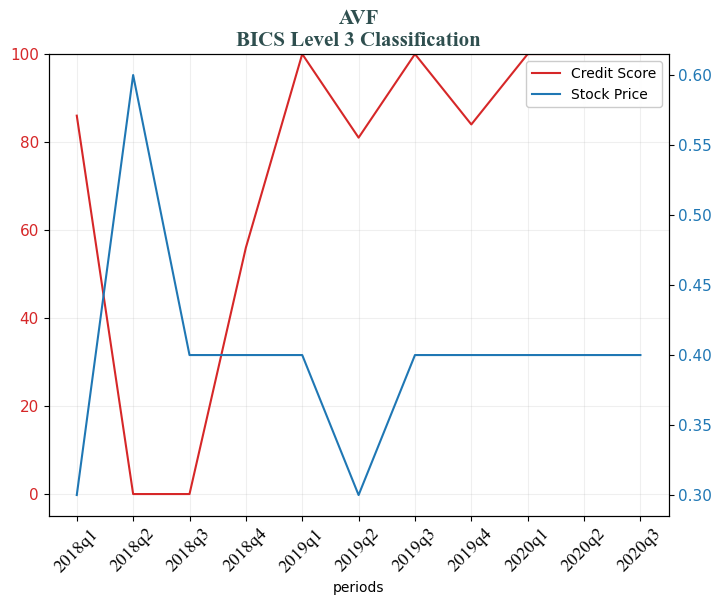 AVF
BICS Level 3 Classification
100
80
60
40
20
0
Credit Score
Stock Price
0.60
0.55
0.50
0.45
0.40
0.35
0.30
2018q1
2018q2
2018q3
2018q4
2019q1
2019q2
2019q3
2019q4
2020q1
2020q2
2020q3
periods